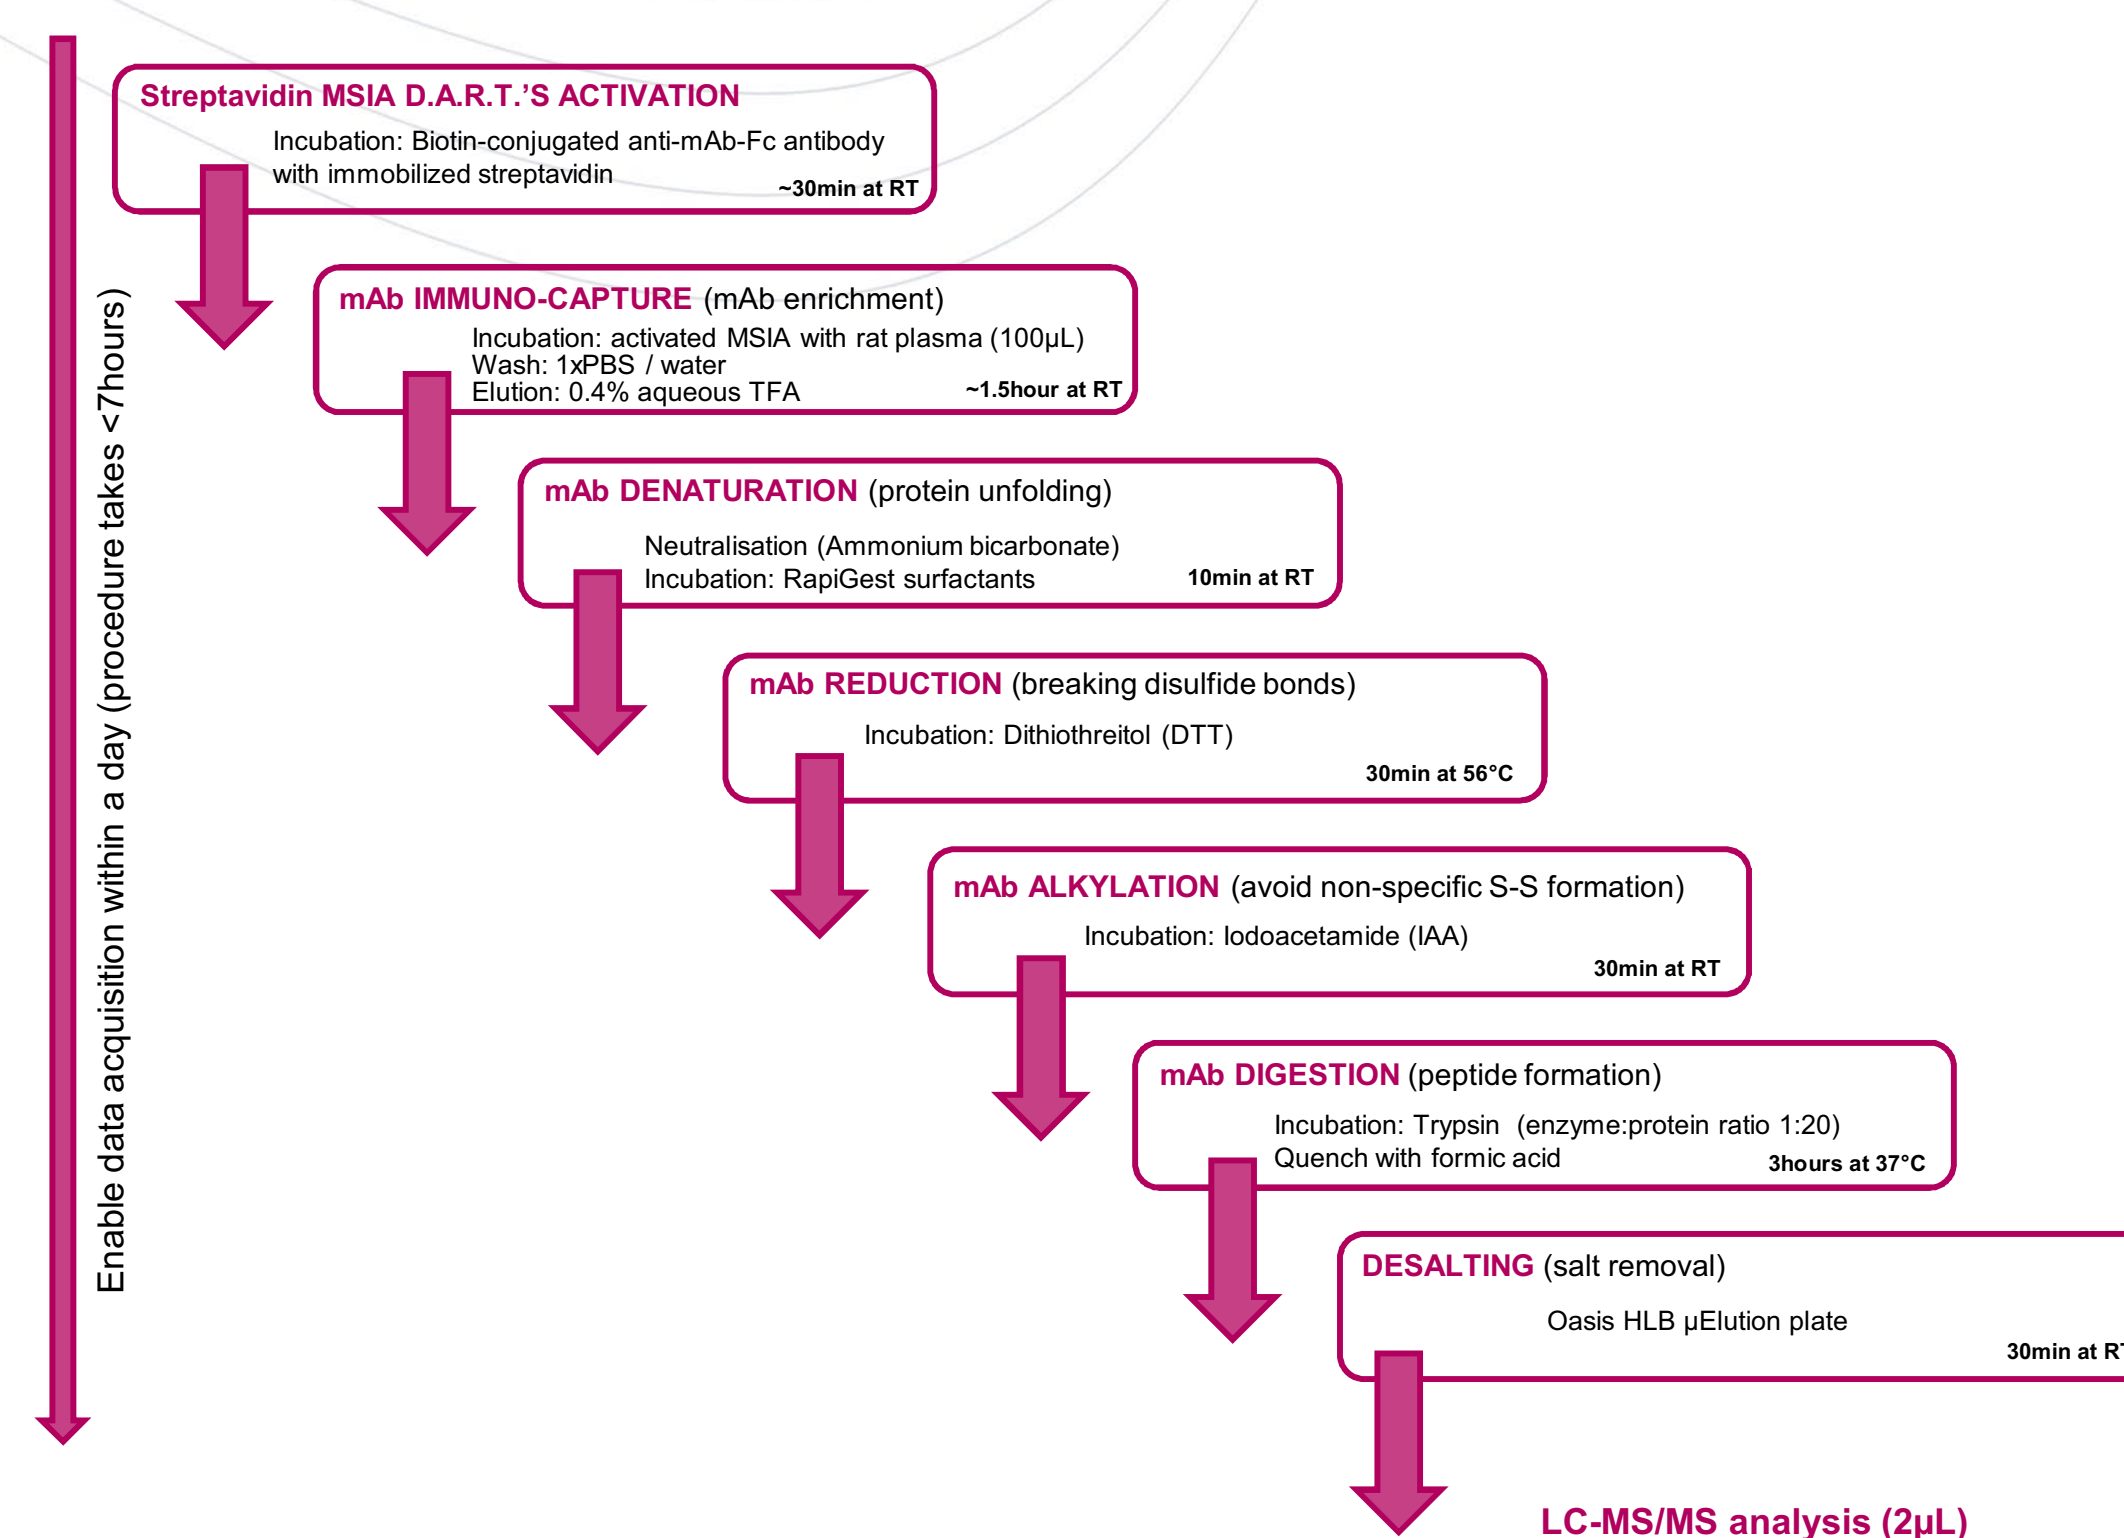 Streptavidin MSIA D.A.R.T.'S ACTIVATION
Incubation: Biotin-conjugated anti-mAb-Fc antibody
with immobilized streptavidin
~30min at RT
mAb IMMUNO-CAPTURE (mAb enrichment)
Incubation: activated MSIA with rat plasma (100µL)
Wash: 1xPBS / water
Elution: 0.4% aqueous TFA
~1.5hour at RT
mAb DENATURATION (protein unfolding)
Neutralisation (Ammonium bicarbonate)
Incubation: RapiGest surfactants
10min at RT
mAb REDUCTION (breaking disulfide bonds)
Incubation: Dithiothreitol (DTT)
30min at 56°C
mAb ALKYLATION (avoid non-specific S-S formation)
Incubation: Iodoacetamide (IAA)
30min at RT
mAb DIGESTION (peptide formation)
Incubation: Trypsin (enzyme:protein ratio 1:20)
Quench with formic acid
3hours at 37°C
DESALTING (salt removal)
Oasis HLB µElution plate
30min at RT
LC-MS/MS analysis (2µL)
Enable data acquisition within a day (procedure takes <7hours)